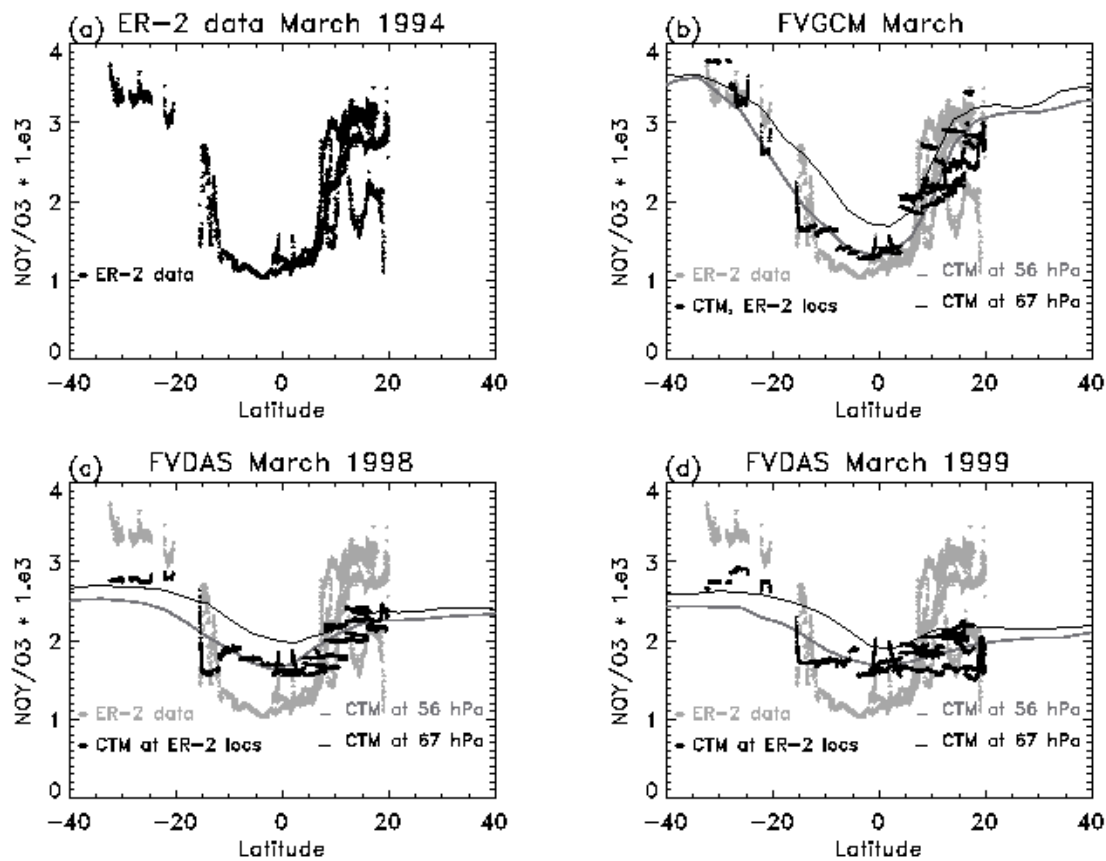 (a) ER-2 data March 1994
4
3
2
1
0
NOY/O3 * 1.e3
ER-2 data
-40 -20 0 20 40
Latitude
(b) FVGCM March
4
3
2
1
0
NOY/O3 * 1.e3
ER-2 data
CTM, ER-2 locs
CTM at 56 hPa
CTM at 67 hPa
-40 -20 0 20 40
Latitude
(c) FVDAS March 1998
4
3
2
1
0
NOY/O3 * 1.e3
ER-2 data
CTM at ER-2 locs
CTM at 56 hPa
CTM at 67 hPa
-40 -20 0 20 40
Latitude
(d) FVDAS March 1999
4
3
2
1
0
NOY/O3 * 1.e3
ER-2 data
CTM at ER-2 locs
CTM at 56 hPa
CTM at 67 hPa
-40 -20 0 20 40
Latitude